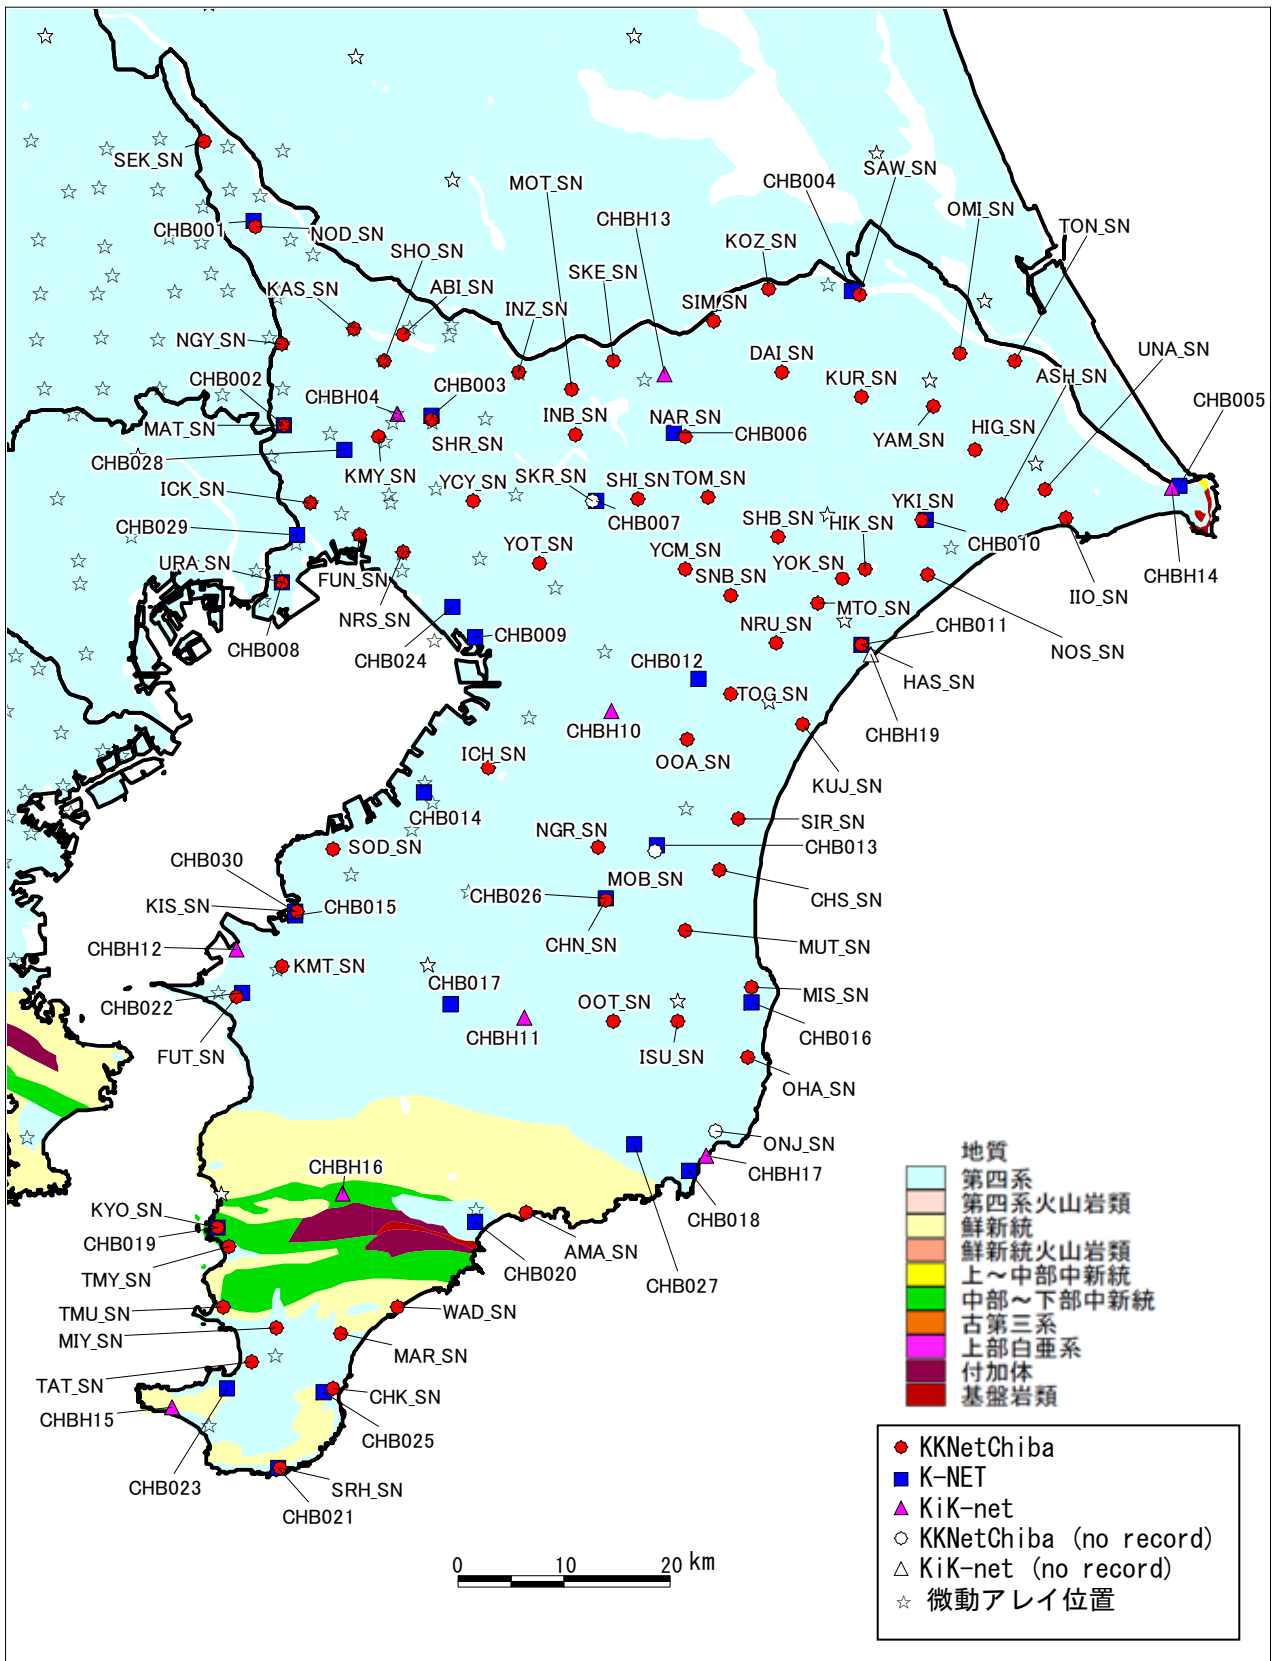 SEK_SN
CHB001
NOD_SN
MOT_SN
CHBH13
CHB004
SAW_SN
OMI_SN
TON_SN
SHO_SN
ABI_SN
KOZ_SN
SKE_SN
KAS_SN
INZ_SN
SIM_SN
NGY_SN
DAI_SN
UNA_SN
CHB002
CHBH04
CHB003
KUR_SN
ASH_SN
CHB005
MAT_SN
INB_SN
NAR_SN
CHB006
YAM_SN
HIG_SN
SHR_SN
CHB028
KMY_SN
ICK_SN
YCY_SN
SKR_SN
SHI_SN
TOM_SN
CHB007
YKI_SN
CHB029
SHB_SN
HIK_SN
CHB010
YOT_SN
YCM_SN
URA_SN
FUN_SN
SNB_SN
YOK_SN
CHBH14
IIO_SN
NRS_SN
MTO_SN
CHB008
CHB024
CHB009
NRU_SN
CHB011
NOS_SN
CHB012
HAS_SN
TOG_SN
CHBH10
CHBH19
ICH_SN
OOA_SN
KUJ_SN
CHB014
SIR_SN
NGR_SN
SOD_SN
CHB013
CHB030
MOB_SN
CHS_SN
KIS_SN
CHB015
CHB026
CHBH12
CHN_SN
MUT_SN
KMT_SN
CHB017
CHB022
OOT_SN
MIS_SN
CHBH11
CHB016
FUT_SN
ISU_SN
OHA_SN
ONJ_SN
CHBH16
CHBH17
KYO_SN
CHB018
CHB019
AMA_SN
CHB020
CHB027
TMY_SN
TMU_SN
WAD_SN
MIY_SN
MAR_SN
TAT_SN
CHK_SN
CHBH15
CHB025
CHB023
SRH_SN
CHB021
地質
第四系
第四系火山岩類
鮮新統
鮮新統火山岩類
上～中部中新統
中部～下部中新統
古第三系
上部白亜系
付加体
基盤岩類
KKNetChiba
K-NET
KiK-net
KKNetChiba (no record)
KiK-net (no record)
微動アレイ位置
0 10 20 km